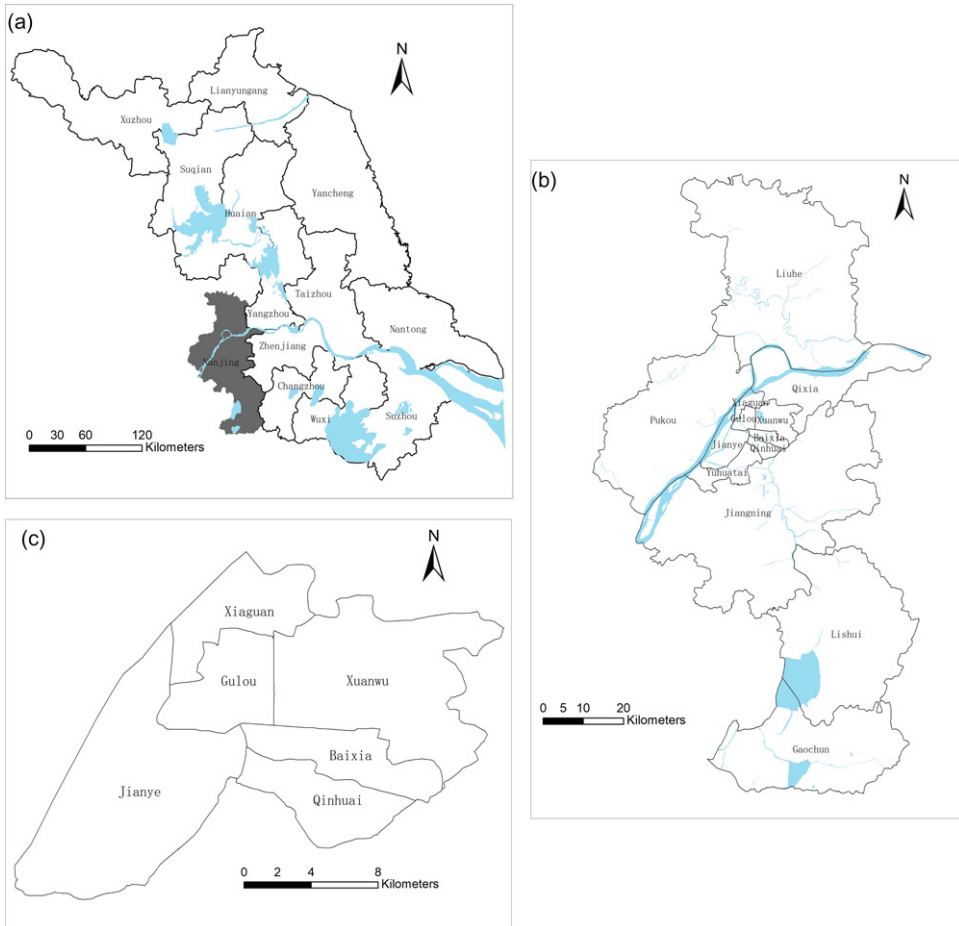 (a)
N
Lianyungang
Xuzhou
Suqian
Yancheng
Huaian
Taizhou
Yangzhou
Nantong
Zhenjiang
Nanjing
Changzhou
Wuxi
Suzhou
0 30 60 120
Kilometers
(b)
N
Liuhe
Qixia
Xiaguan
Pukou
Gulou
Xuanwu
Jianye
Baixia
Qinhuai
Yuhuatai
Jiangning
Lishui
0 5 10 20
Kilometers
Gaochun
(c)
N
Xiaguan
Gulou
Xuanwu
Baixia
Jianye
Qinhuai
0 2 4 8
Kilometers